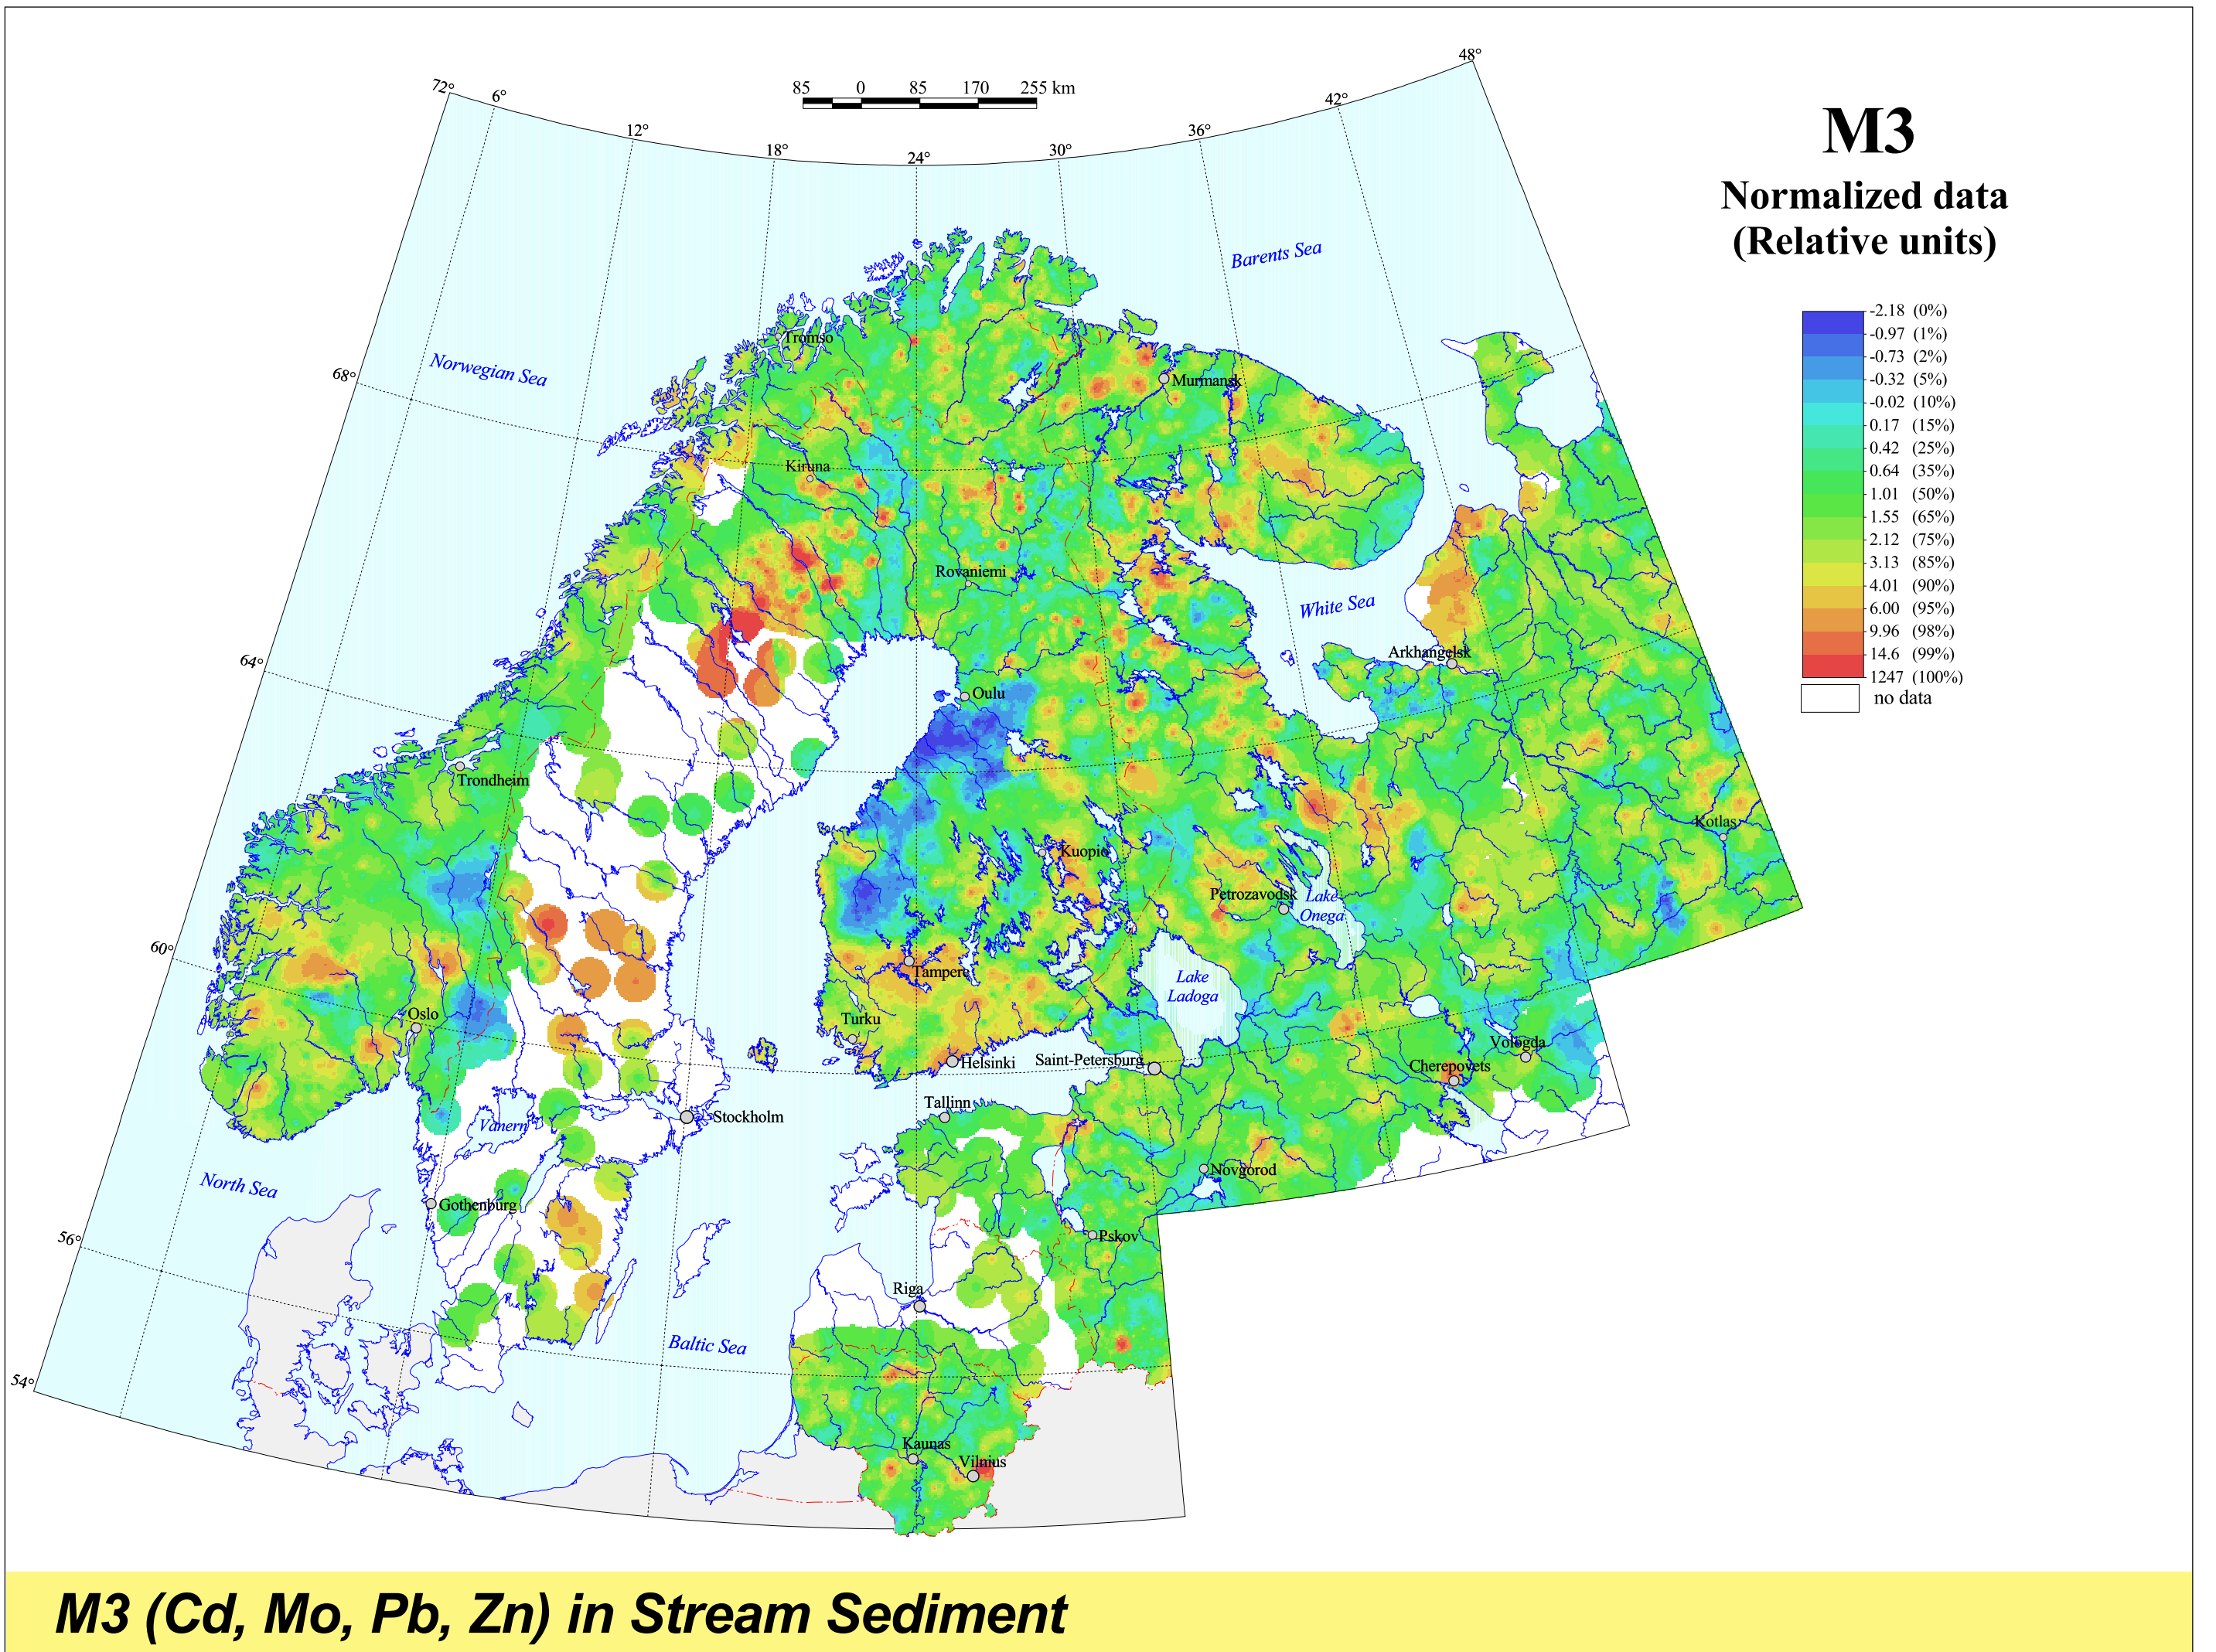 48°
72°
6°
85 0 85 170 255 km
42°
12°
36°
18°
30°
24°
M3
Normalized data
(Relative units)
Barents Sea
-2.18 (0%)
-0.97 (1%)
-0.73 (2%)
-0.32 (5%)
-0.02 (10%)
0.17 (15%)
0.42 (25%)
0.64 (35%)
1.01 (50%)
1.55 (65%)
2.12 (75%)
3.13 (85%)
4.01 (90%)
6.00 (95%)
9.96 (98%)
14.6 (99%)
1247 (100%)
no data
Tromso
Norwegian Sea
68°
Murmansk
Kiruna
Rovaniemi
White Sea
Arkhangelsk
64°
Oulu
Trondheim
Kotlas
Kuopio
Petrozavodsk
Lake
Onega
60°
Tampere
Lake
Ladoga
Oslo
Turku
Vologda
Helsinki
Saint-Petersburg
Cherepovets
Tallinn
Stockholm
Vanern
Novgorod
North Sea
Gothenburg
56°
Pskov
Riga
Baltic Sea
54°
Kaunas
Vilnius
M3 (Cd, Mo, Pb, Zn) in Stream Sediment